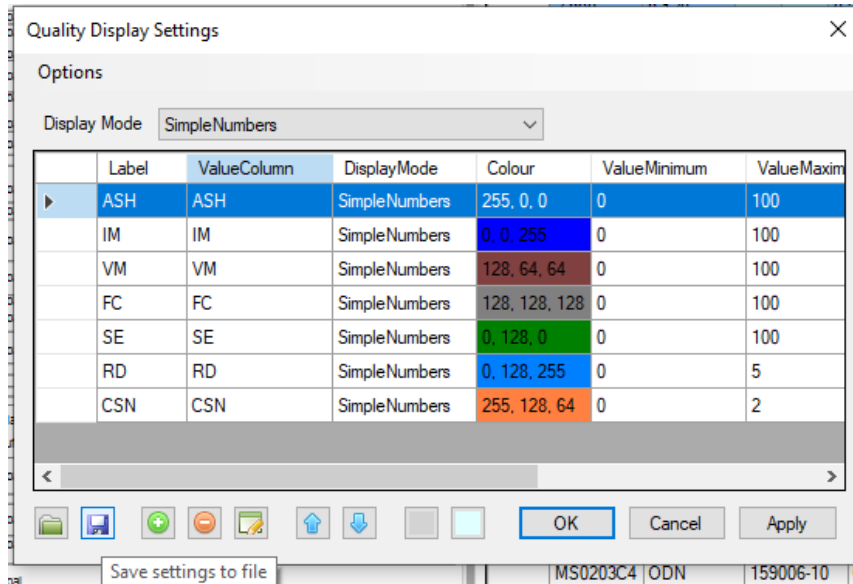 Quality Display Settings
Options
Display Mode SimpleNumbers
Label ValueColumn DisplayMode Colour ValueMinimum ValueMaxim
ASH ASH SimpleNumbers 255, 0, 0 0 100
IM IM SimpleNumbers 0, 0, 255 0 100
VM VM SimpleNumbers 128, 64, 64 0 100
FC FC SimpleNumbers 128, 128, 128 0 100
SE SE SimpleNumbers 0, 128, 0 0 100
RD RD SimpleNumbers 0, 128, 255 0 5
CSN CSN SimpleNumbers 255, 128, 64 0 2
OK Cancel Apply
Save settings to file
MS0203C4 ODN 159006-10